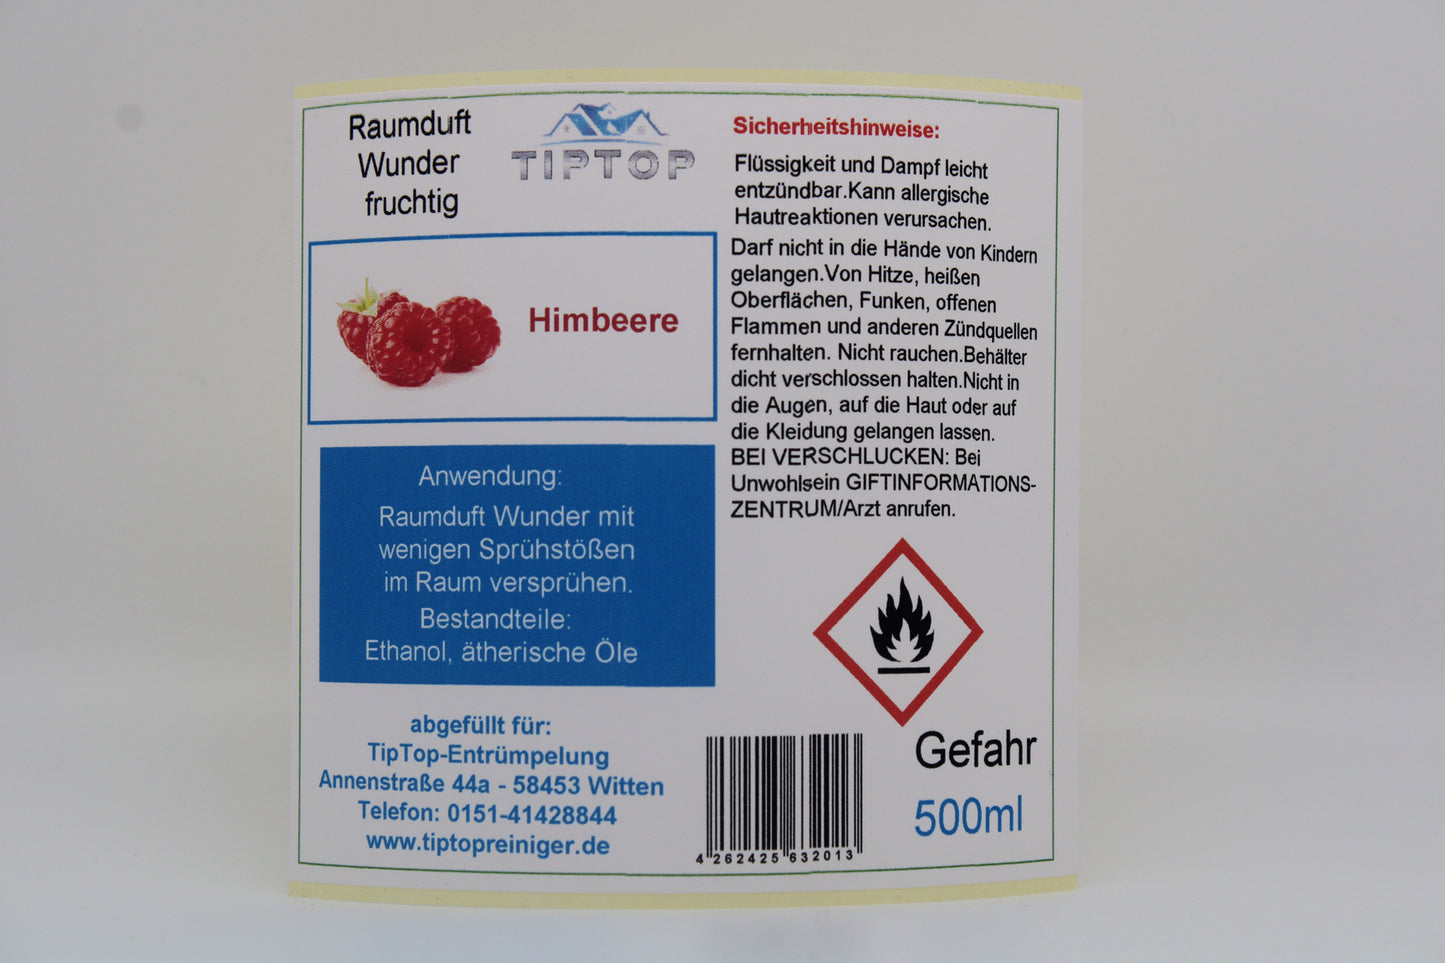 Raumduft
Wunder
fruchtig
TIPTOP
Himbeere
Anwendung:
Raumduft Wunder mit
wenigen Sprühstößen
im Raum versprühen.
Bestandteile:
Ethanol, ätherische Öle
abgefüllt für:
TipTop-Entrümpelung
Annenstraße 44a - 58453 Witten
Telefon: 0151-41428844
www.tiptopreiniger.de
Sicherheitshinweise:
Flüssigkeit und Dampf leicht
entzündbar.Kann allergische
Hautreaktionen verursachen.
Darf nicht in die Hände von Kindern
gelangen.Von Hitze, heißen
Oberflächen, Funken, offenen
Flammen und anderen Zündquellen
fernhalten. Nicht rauchen.Behälter
dicht verschlossen halten.Nicht in
die Augen, auf die Haut oder auf
die Kleidung gelangen lassen.
BEI VERSCHLUCKEN: Bei
Unwohlsein GIFTINFORMATIONS-
ZENTRUM/Arzt anrufen.
Gefahr
500ml
4 262425 632013